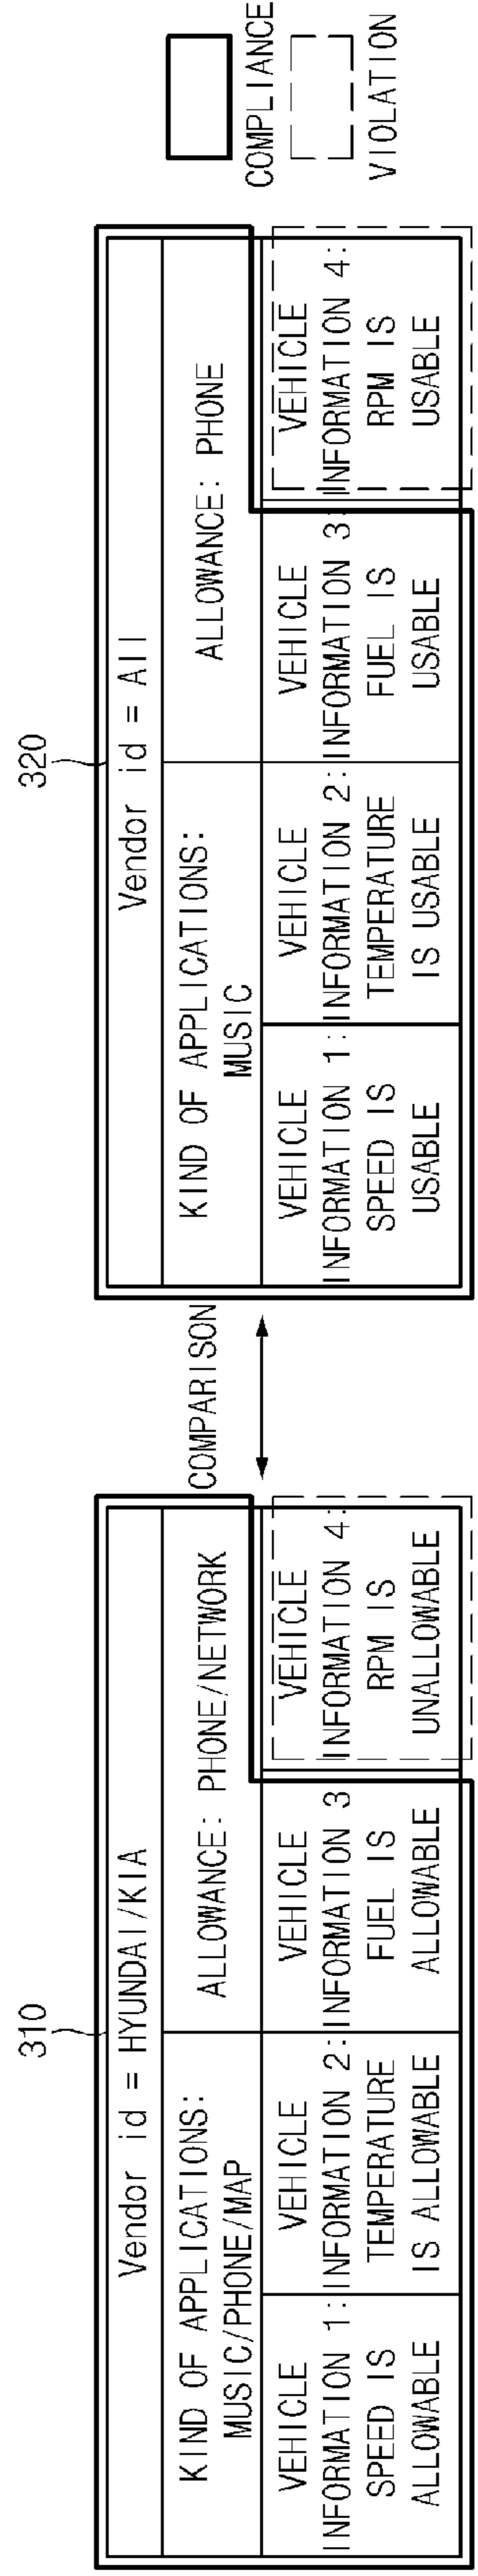 310
Vendor id = HYUNDAI/KIA
KIND OF APPLICATIONS:
MUSIC/PHONE/MAP
ALLOWANCE: PHONE/NETWORK
VEHICLE
INFORMATION 1:
SPEED IS
ALLOWABLE
VEHICLE
INFORMATION 2:
TEMPERATURE
IS ALLOWABLE
VEHICLE
INFORMATION 3
FUEL IS
ALLOWABLE
VEHICLE
INFORMATION 4:
RPM IS
UNALLOWABLE
COMPARISON
320
Vendor id = All
KIND OF APPLICATIONS:
MUSIC
ALLOWANCE: PHONE
VEHICLE
INFORMATION 1:
SPEED IS
USABLE
VEHICLE
INFORMATION 2:
TEMPERATURE
IS USABLE
VEHICLE
INFORMATION 3:
FUEL IS
USABLE
VEHICLE
INFORMATION 4:
RPM IS
USABLE
COMPLIANCE
VIOLATION